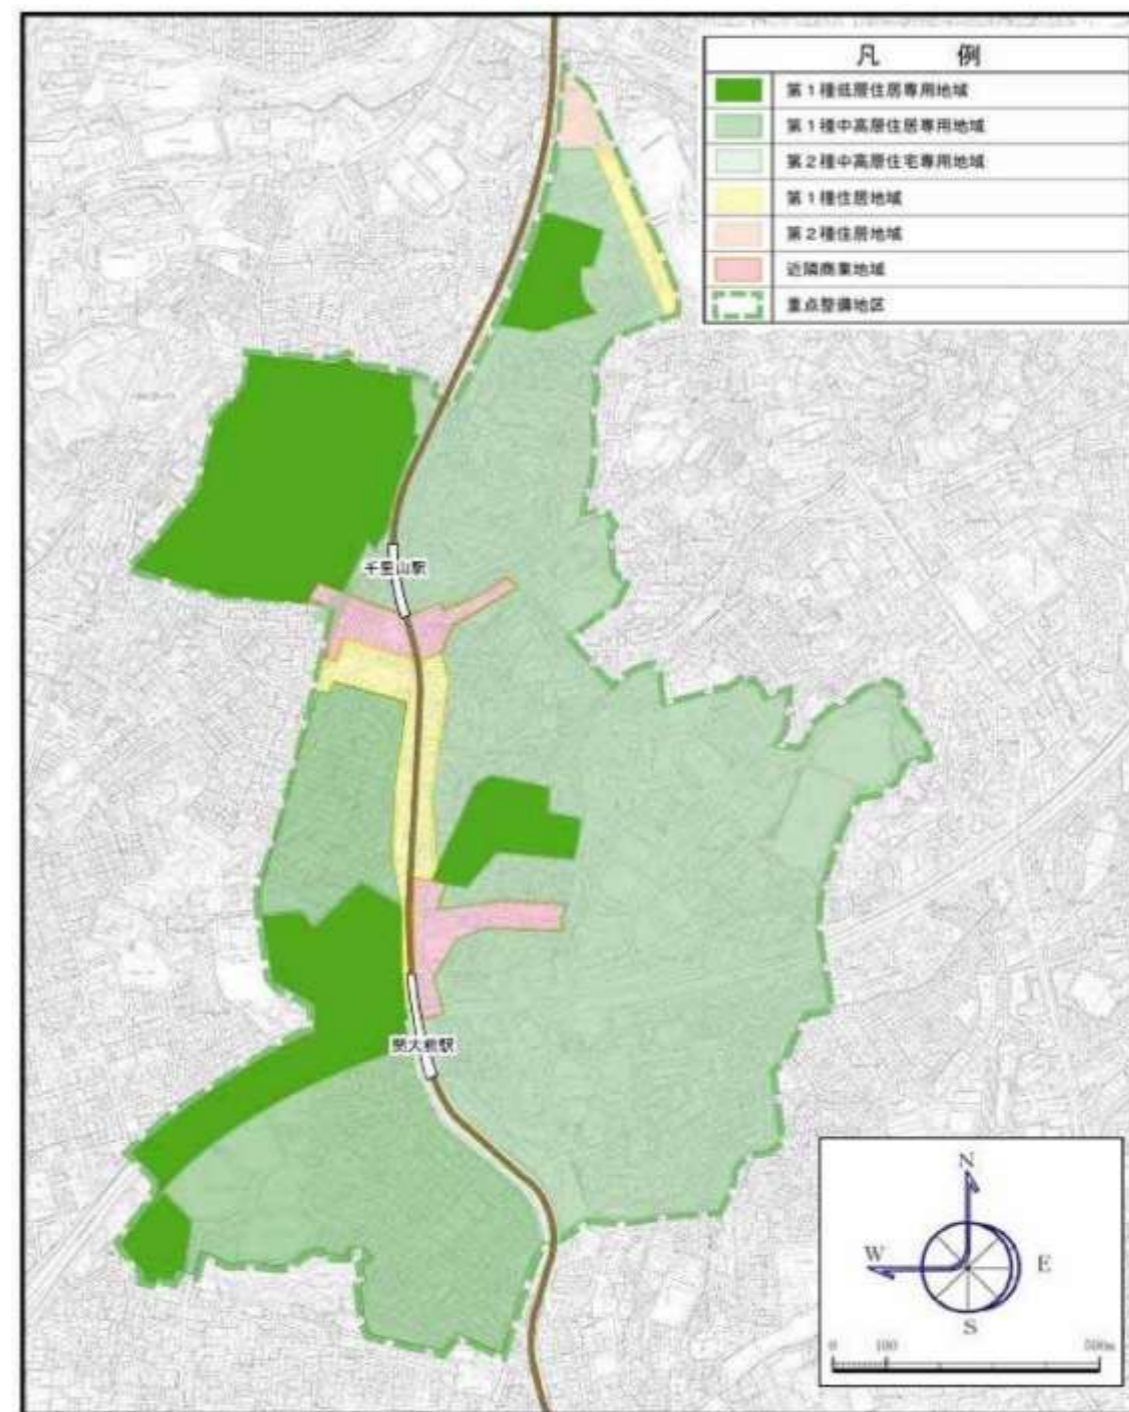 凡 例
第1種低層住居専用地域
第1種中高層住居専用地域
第2種中高層住宅専用地域
第1種住居地域
第2種住居地域
近隣商業地域
重点整備地区
千里山駅
関大前駅
N
W
E
S
0 100 500m